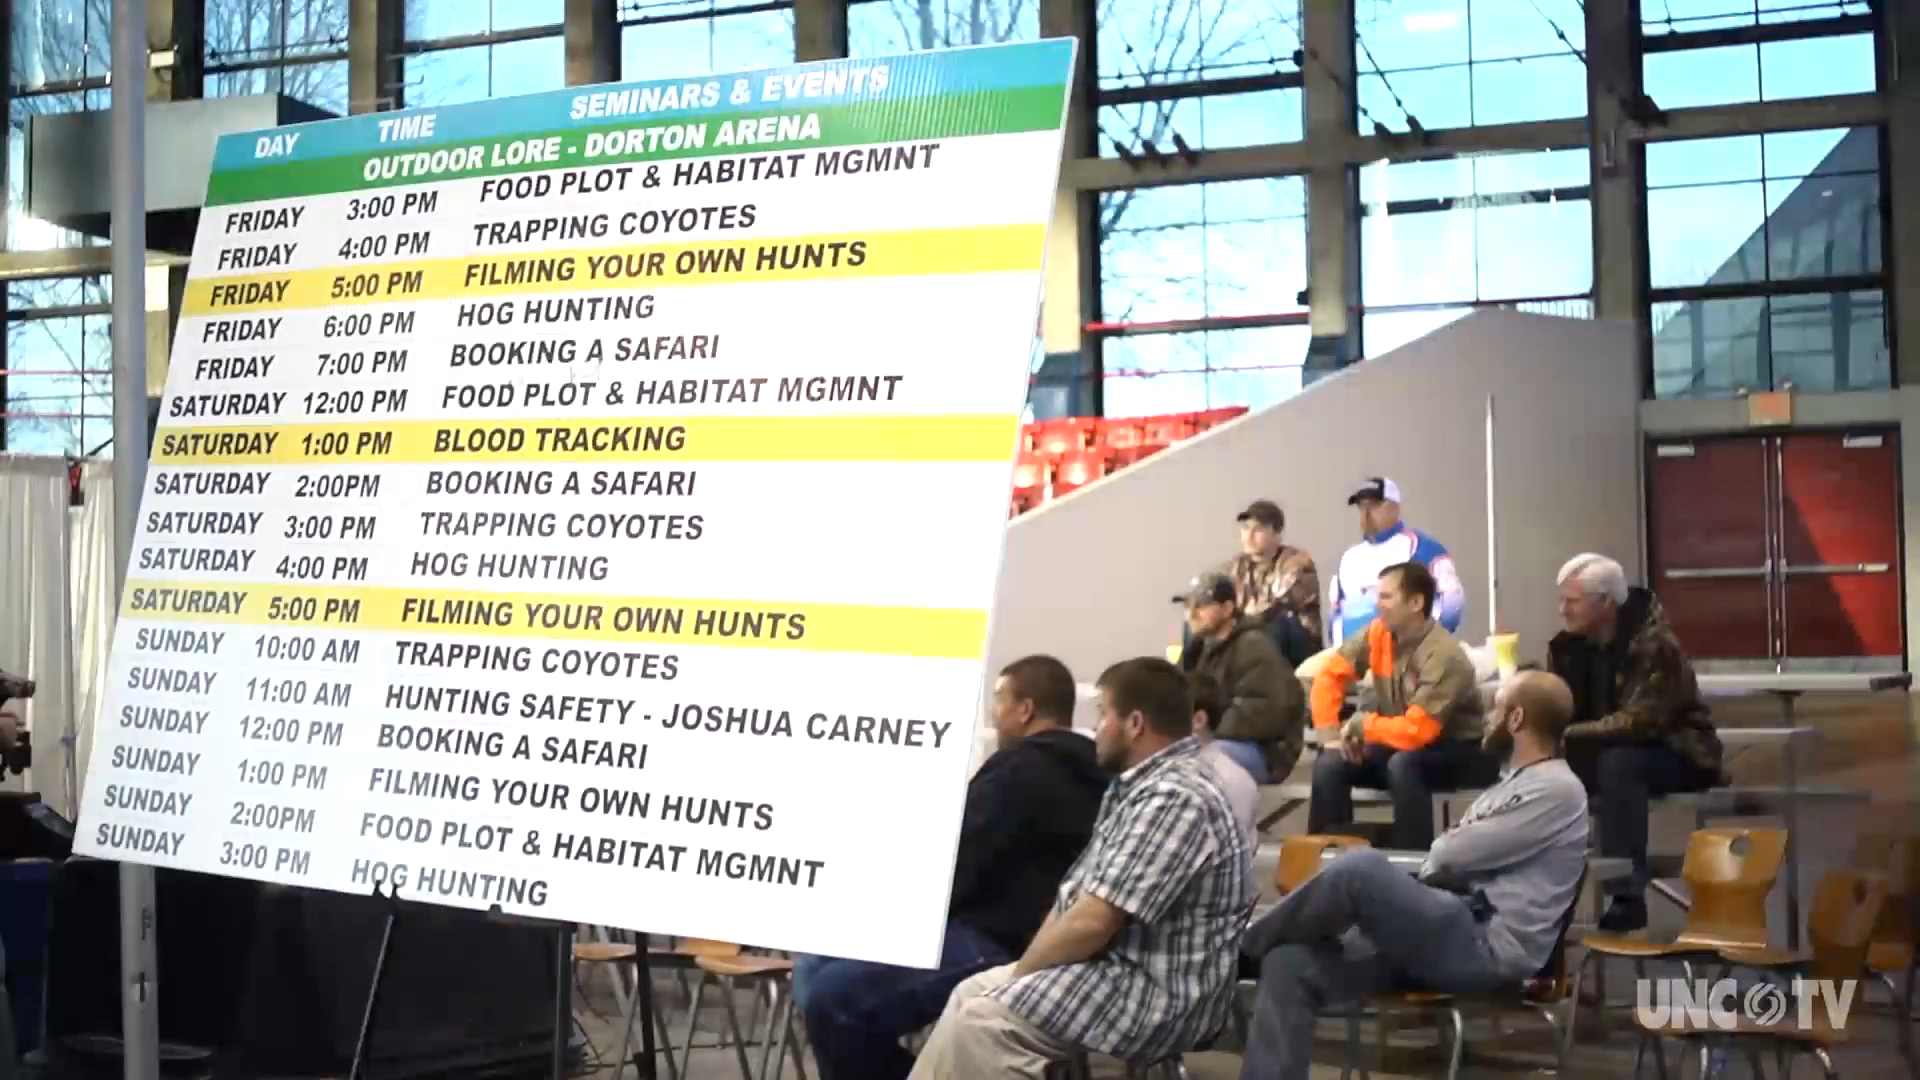 DAY TIME SEMINARS & EVENTS
OUTDOOR LORE - DORTON ARENA
FRIDAY 3:00 PM FOOD PLOT & HABITAT MGMNT
FRIDAY 4:00 PM TRAPPING COYOTES
FRIDAY 5:00 PM FILMING YOUR OWN HUNTS
FRIDAY 6:00 PM HOG HUNTING
FRIDAY 7:00 PM BOOKING A SAFARI
SATURDAY 12:00 PM FOOD PLOT & HABITAT MGMNT
SATURDAY 1:00 PM BLOOD TRACKING
SATURDAY 2:00PM BOOKING A SAFARI
SATURDAY 3:00 PM TRAPPING COYOTES
SATURDAY 4:00 PM HOG HUNTING
SATURDAY 5:00 PM FILMING YOUR OWN HUNTS
SUNDAY 10:00 AM TRAPPING COYOTES
SUNDAY 11:00 AM HUNTING SAFETY - JOSHUA CARNEY
SUNDAY 12:00 PM BOOKING A SAFARI
SUNDAY 1:00 PM FILMING YOUR OWN HUNTS
SUNDAY 2:00PM FOOD PLOT & HABITAT MGMNT
SUNDAY 3:00 PM HOG HUNTING
UNC TV